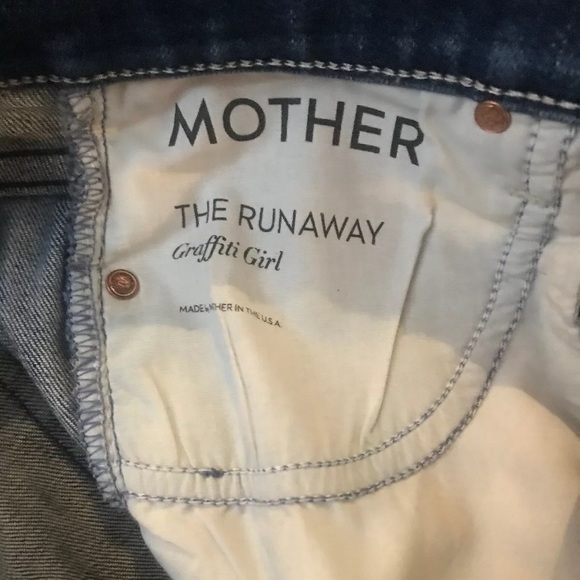 MOTHER
THE RUNAWAY
Graffiti Girl
MADE IN THE U.S.A.